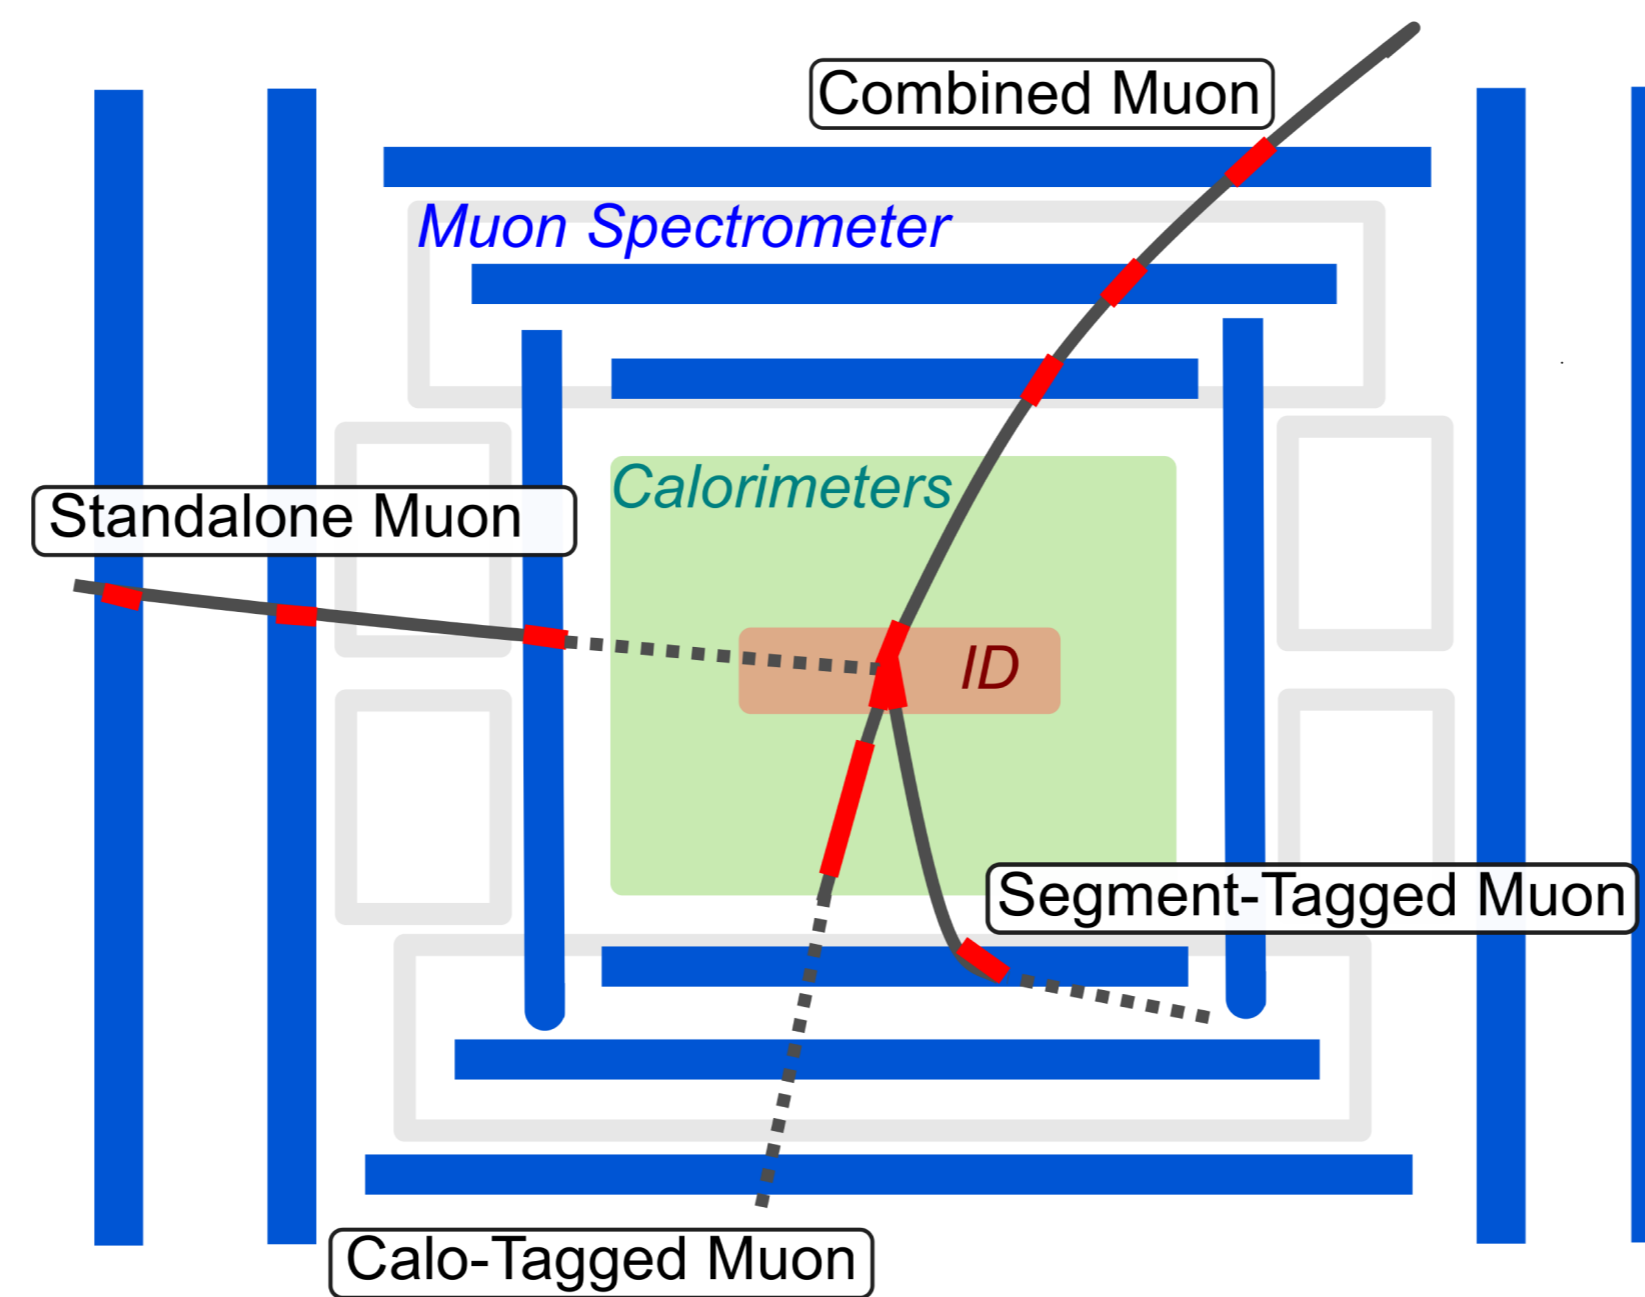 Combined Muon
Muon Spectrometer
Calorimeters
Standalone Muon
ID
Segment-Tagged Muon
Calo-Tagged Muon